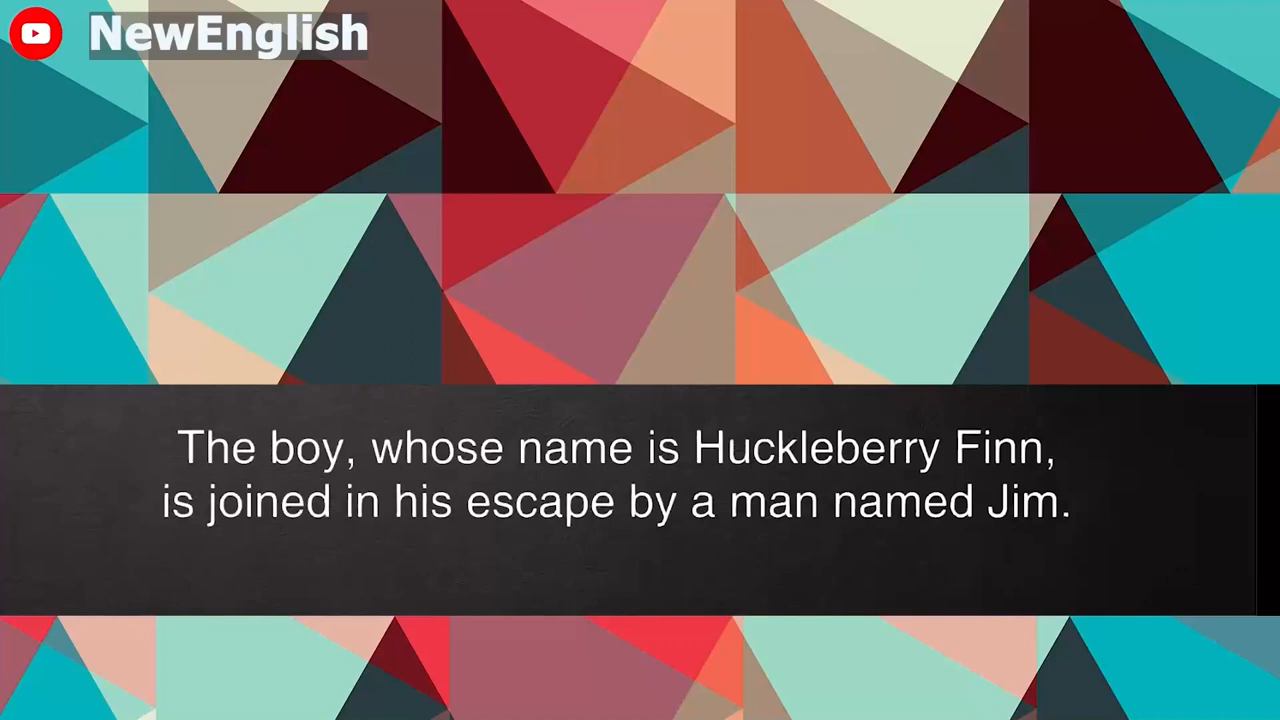 NewEnglish
The boy, whose name is Huckleberry Finn,
is joined in his escape by a man named Jim.